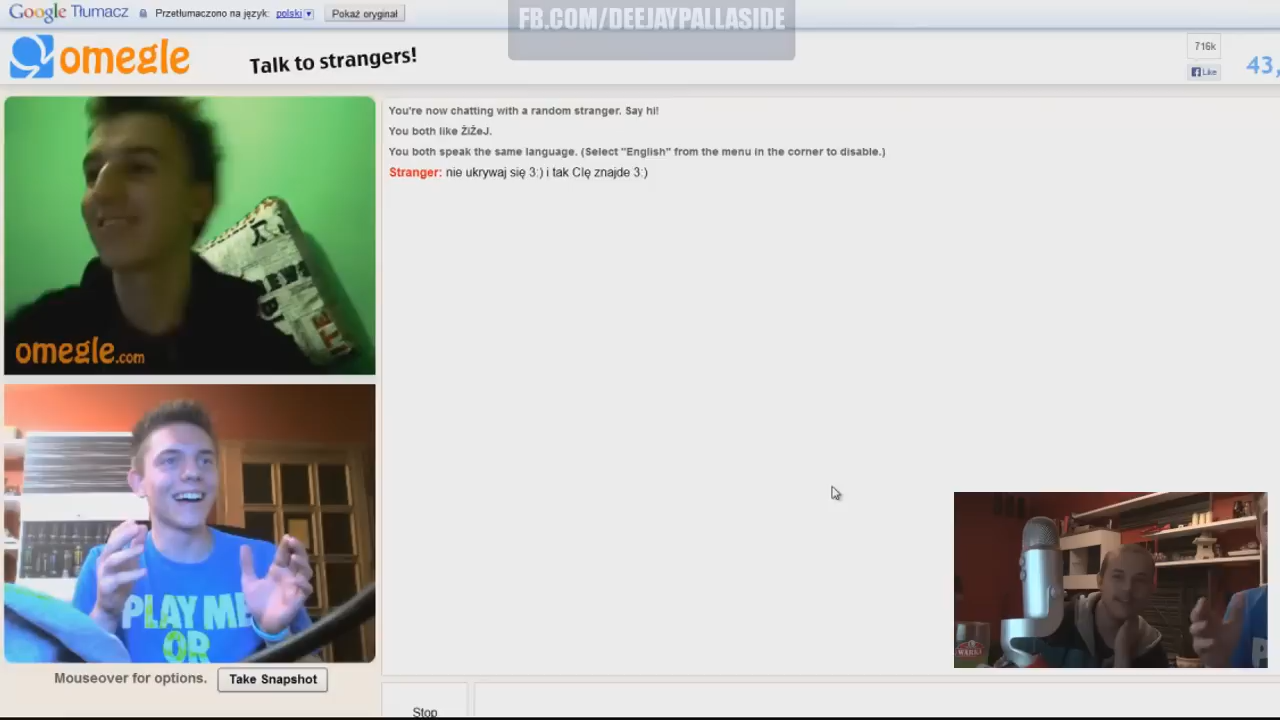 Google Tłumacz
Przetłumaczono na język: polski
Pokaż oryginał
FB.COM/DEEJAYPALLASIDE
omegle
Talk to strangers!
716k
Like
43,
You're now chatting with a random stranger. Say hi!
You both like ŻiŻeJ.
You both speak the same language. (Select "English" from the menu in the corner to disable.)
Stranger: nie ukrywaj się 3:) i tak CIę znajde 3:)
omegle.com
PLAY ME
OR
Mouseover for options.
Take Snapshot
Stop